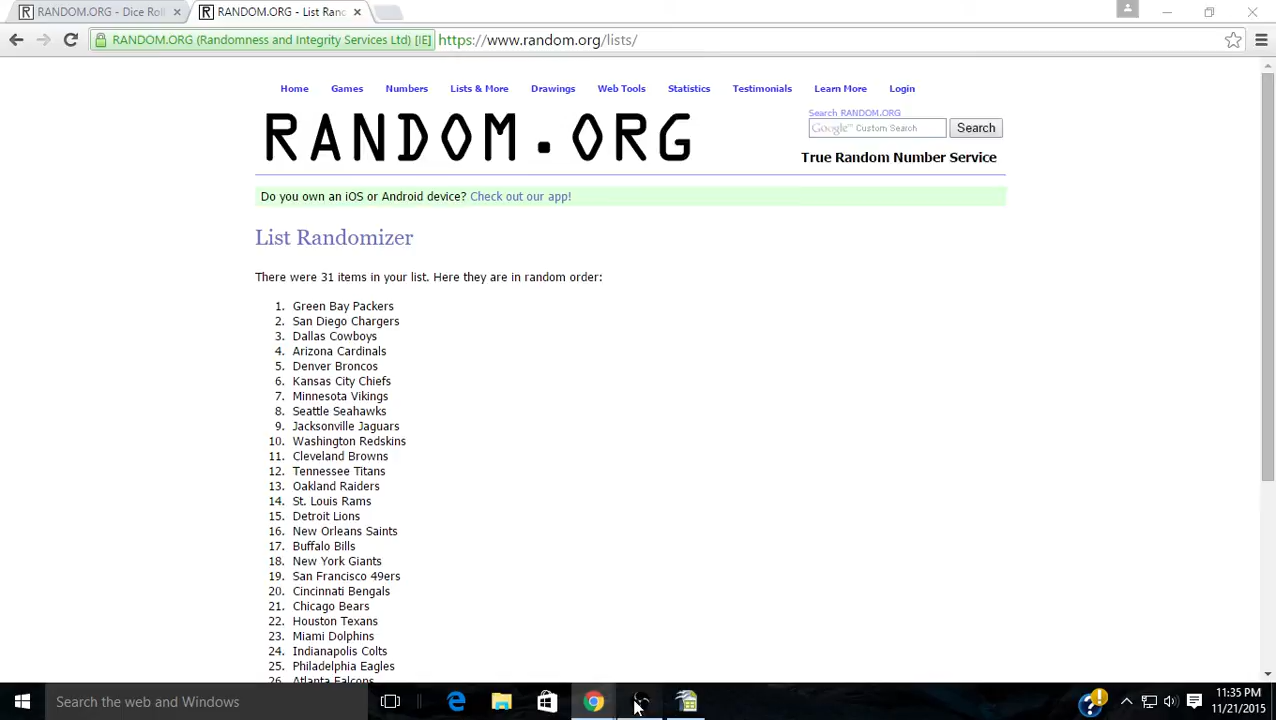 RANDOM.ORG - Dice Roll
RANDOM.ORG - List Ran
RANDOM.ORG (Randomness and Integrity Services Ltd) [IE]
https://www.random.org/lists/
Home Games Numbers Lists & More Drawings Web Tools Statistics Testimonials Learn More Login
Search RANDOM.ORG
Google™ Custom Search Search
RANDOM.ORG
True Random Number Service
Do you own an iOS or Android device? Check out our app!
List Randomizer
There were 31 items in your list. Here they are in random order:
1. Green Bay Packers
2. San Diego Chargers
3. Dallas Cowboys
4. Arizona Cardinals
5. Denver Broncos
6. Kansas City Chiefs
7. Minnesota Vikings
8. Seattle Seahawks
9. Jacksonville Jaguars
10. Washington Redskins
11. Cleveland Browns
12. Tennessee Titans
13. Oakland Raiders
14. St. Louis Rams
15. Detroit Lions
16. New Orleans Saints
17. Buffalo Bills
18. New York Giants
19. San Francisco 49ers
20. Cincinnati Bengals
21. Chicago Bears
22. Houston Texans
23. Miami Dolphins
24. Indianapolis Colts
25. Philadelphia Eagles
26. Atlanta Falcons
Search the web and Windows
11:35 PM
11/21/2015